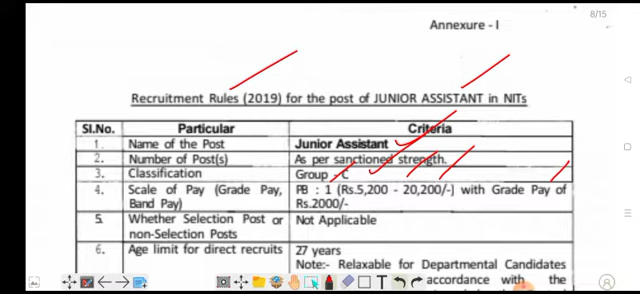 8/15
Annexure - I
Recruitment Rules (2019) for the post of JUNIOR ASSISTANT in NITs
Sl.No. Particular Criteria
1. Name of the Post Junior Assistant
2. Number of Post(s) As per sanctioned strength.
3. Classification Group - C
4. Scale of Pay (Grade Pay, Band Pay) PB : 1 (Rs.5,200 - 20,200/-) with Grade Pay of
Rs.2000/-
5. Whether Selection Post or non-Selection Posts Not Applicable
6. Age limit for direct recruits 27 years
Note:- Relaxable for Departmental Candidates
accordance with the
T